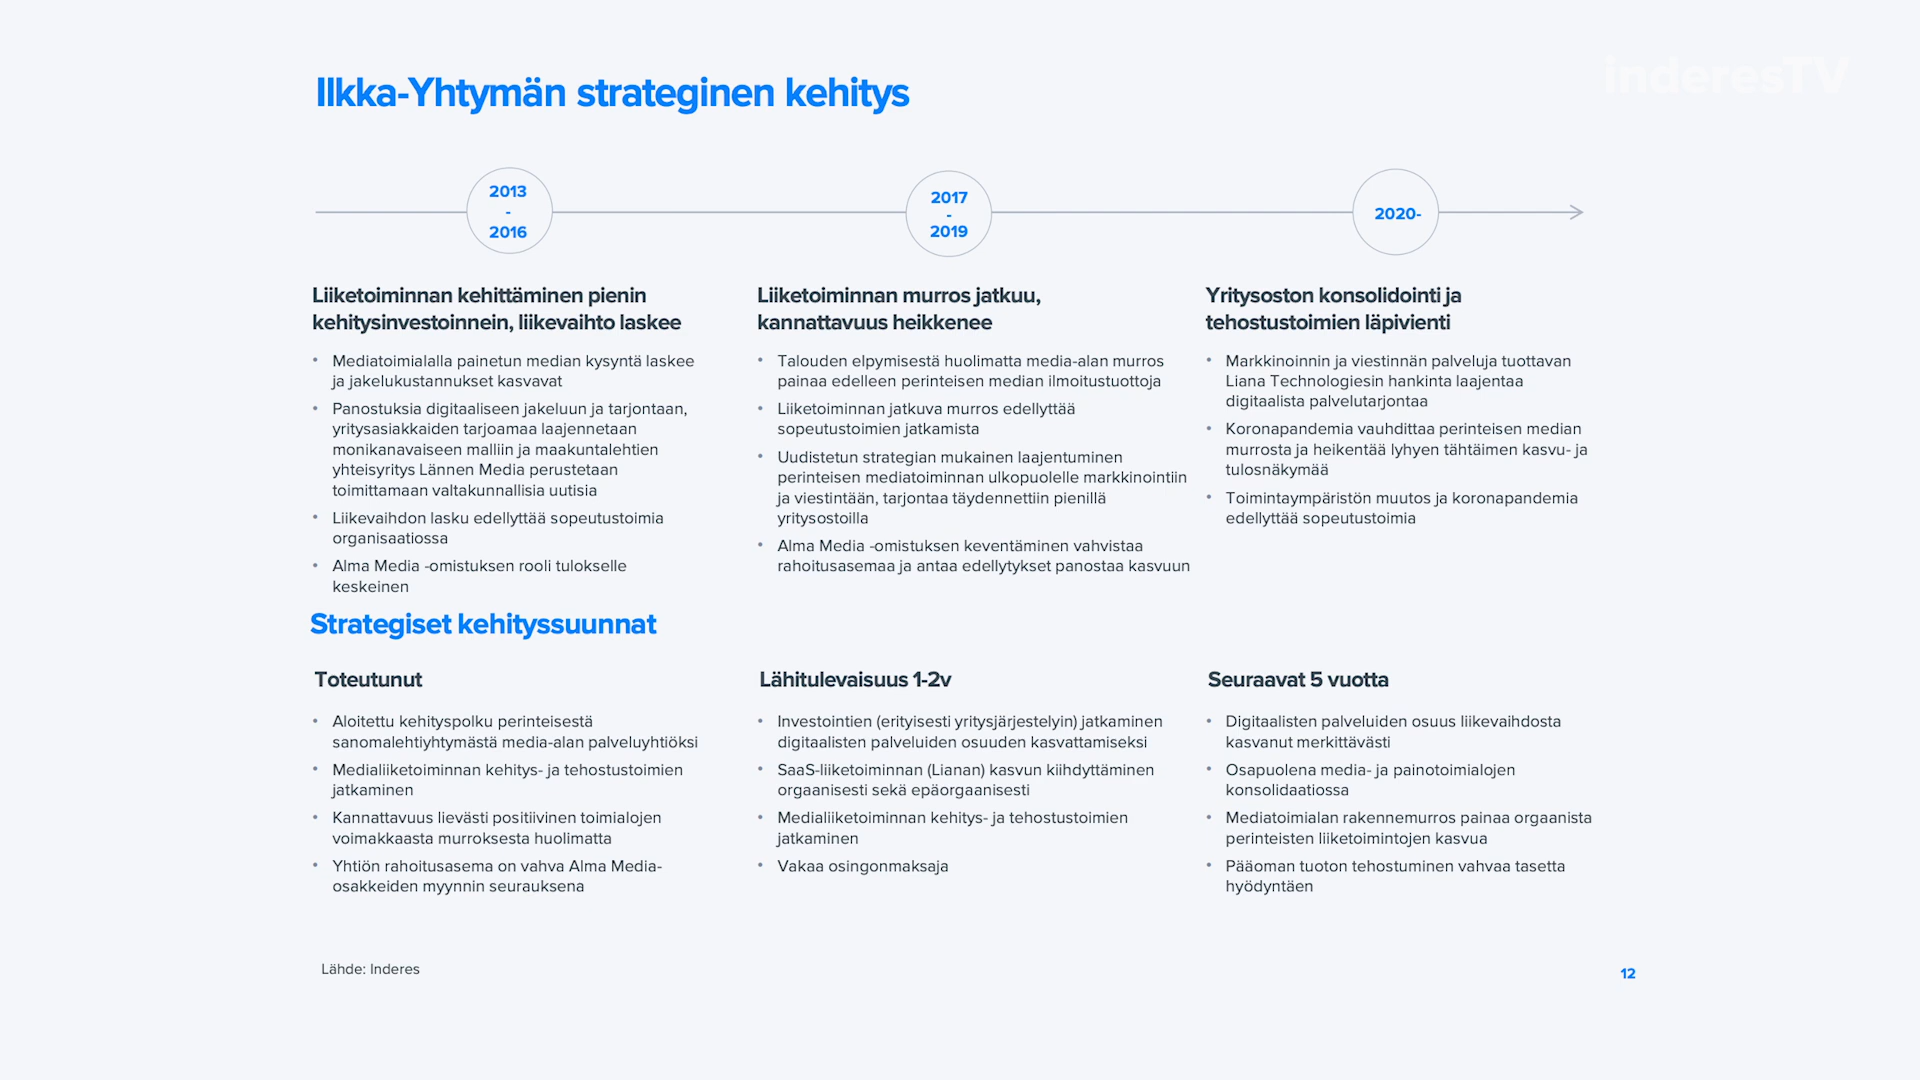 inderesTV
Ilkka-Yhtymän strateginen kehitys
2013
-
2016
2017
-
2019
2020-
Liiketoiminnan kehittäminen pienin
kehitysinvestoinnein, liikevaihto laskee
• Mediatoimialalla painetun median kysyntä laskee
ja jakelukustannukset kasvavat
• Panostuksia digitaaliseen jakeluun ja tarjontaan,
yritysasiakkaiden tarjoamaa laajennetaan
monikanavaiseen malliin ja maakuntalehtien
yhteisyritys Lännen Media perustetaan
toimittamaan valtakunnallisia uutisia
• Liikevaihdon lasku edellyttää sopeutustoimia
organisaatiossa
• Alma Media -omistuksen rooli tulokselle
keskeinen
Liiketoiminnan murros jatkuu,
kannattavuus heikkenee
• Talouden elpymisestä huolimatta media-alan murros
painaa edelleen perinteisen median ilmoitustuottoja
• Liiketoiminnan jatkuva murros edellyttää
sopeutustoimien jatkamista
• Uudistetun strategian mukainen laajentuminen
perinteisen mediatoiminnan ulkopuolelle markkinointiin
ja viestintään, tarjontaa täydennettiin pienillä
yritysostoilla
• Alma Media -omistuksen keventäminen vahvistaa
rahoitusasemaa ja antaa edellytykset panostaa kasvuun
Yritysoston konsolidointi ja
tehostustoimien läpivienti
• Markkinoinnin ja viestinnän palveluja tuottavan
Liana Technologiesin hankinta laajentaa
digitaalista palvelutarjontaa
• Koronapandemia vauhdittaa perinteisen median
murrosta ja heikentää lyhyen tähtäimen kasvu- ja
tulosnäkymää
• Toimintaympäristön muutos ja koronapandemia
edellyttää sopeutustoimia
Strategiset kehityssuunnat
Toteutunut
• Aloitettu kehityspolku perinteisestä
sanomalehtiyhtymästä media-alan palveluyhtiöksi
• Medialiiketoiminnan kehitys- ja tehostustoimien
jatkaminen
• Kannattavuus lievästi positiivinen toimialojen
voimakkaasta murroksesta huolimatta
• Yhtiön rahoitusasema on vahva Alma Media-
osakkeiden myynnin seurauksena
Lähitulevaisuus 1-2v
• Investointien (erityisesti yritysjärjestelyin) jatkaminen
digitaalisten palveluiden osuuden kasvattamiseksi
• SaaS-liiketoiminnan (Lianan) kasvun kiihdyttäminen
orgaanisesti sekä epäorgaanisesti
• Medialiiketoiminnan kehitys- ja tehostustoimien
jatkaminen
• Vakaa osingonmaksaja
Seuraavat 5 vuotta
• Digitaalisten palveluiden osuus liikevaihdosta
kasvanut merkittävästi
• Osapuolena media- ja painotoimialojen
konsolidaatiossa
• Mediatoimialan rakennemurros painaa orgaanista
perinteisten liiketoimintojen kasvua
• Pääoman tuoton tehostuminen vahvaa tasetta
hyödyntäen
Lähde: Inderes
12